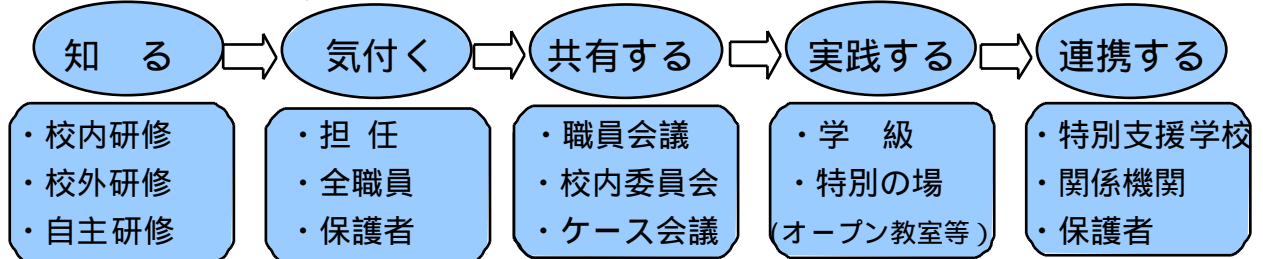 知　る
気付く
共有する
実践する
連携する
・校内研修
・校外研修
・自主研修
・担 任
・全職員
・保護者
・職員会議
・校内委員会
・ケース会議
・学　級
・特別の場
(オープン教室等)
・特別支援学校
・関係機関
・保護者